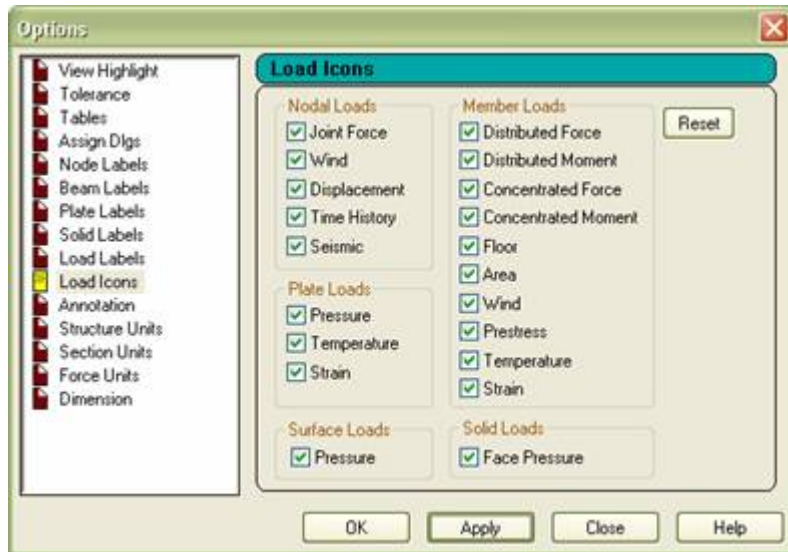 Options
View Highlight
Tolerance
Tables
Assign Dlgs
Node Labels
Beam Labels
Plate Labels
Solid Labels
Load Labels
Load Icons
Annotation
Structure Units
Section Units
Force Units
Dimension
Load Icons
Nodal Loads
Joint Force
Wind
Displacement
Time History
Seismic
Plate Loads
Pressure
Temperature
Strain
Surface Loads
Pressure
Member Loads
Distributed Force
Distributed Moment
Concentrated Force
Concentrated Moment
Floor
Area
Wind
Prestress
Temperature
Strain
Solid Loads
Face Pressure
Reset
OK
Apply
Close
Help